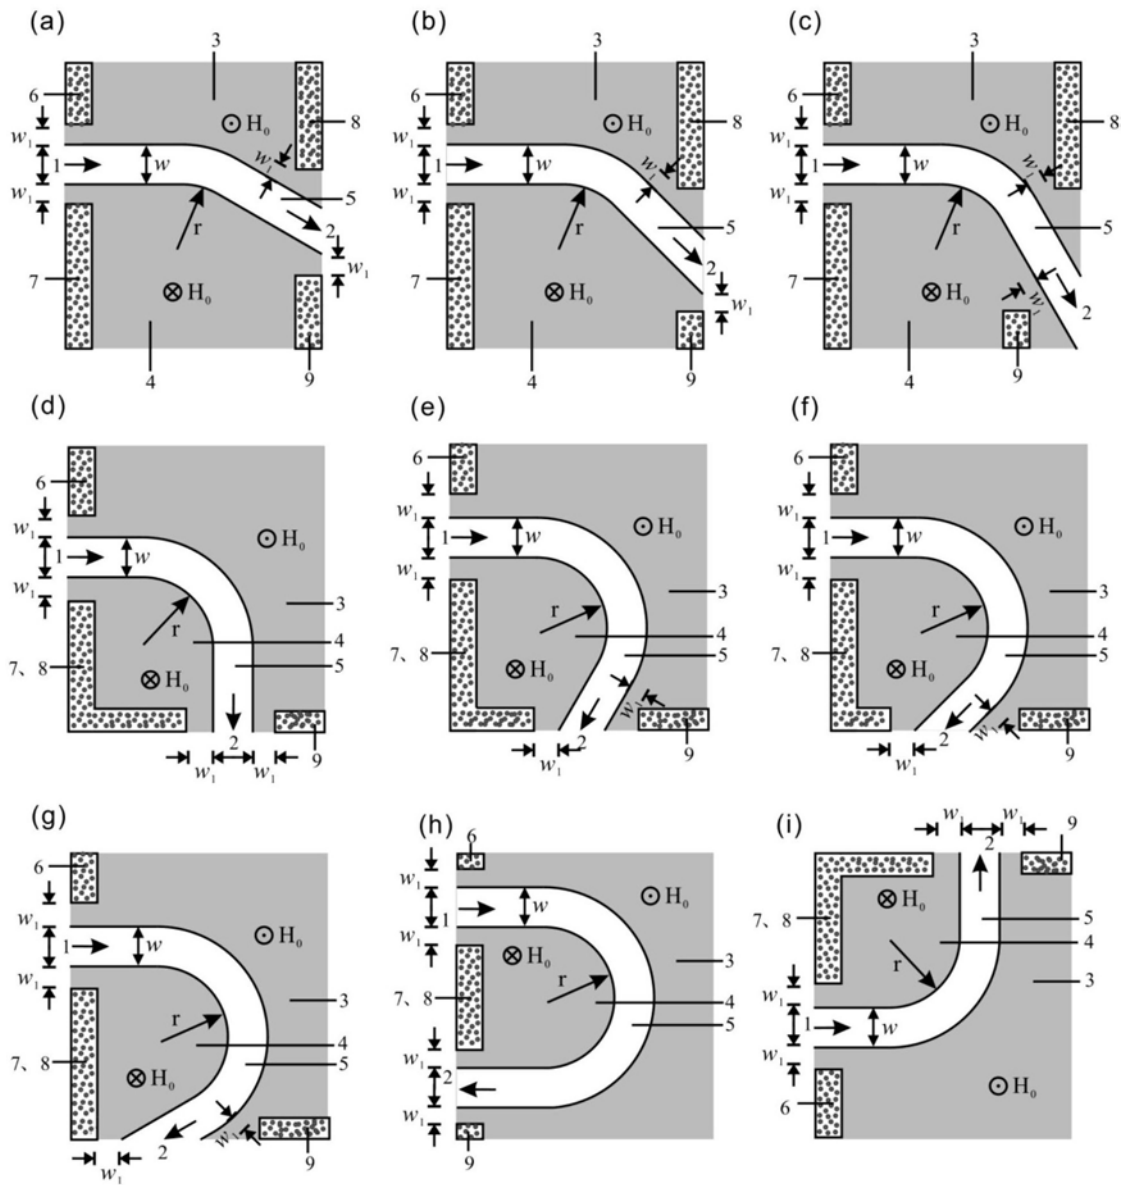 (a) (b) (c)
3 3 3
6 H₀ 8 6 H₀ 8 6 H₀ 8
w₁ w₁ w₁
1 w w₁ 1 w w₁ 1 w w₁
w₁ 5 w₁ 5 w₁ 5
r 2 r 2 r
7 H₀ w₁ 7 H₀ w₁ 7 H₀ w₁ 2
4 9 4 9 4 9
(d) (e) (f)
6 6 6
w₁ H₀ w₁ H₀ w₁ H₀
1 w 1 w 1 w
w₁ 3 w₁ 3 w₁ 3
r 4 r 4 r 4
7、8 5 7、8 5 7、8 5
H₀ H₀ w₁ H₀ w₁
2 9 2 9 2 9
w₁ w₁ w₁ w₁
(g) (h) (i)
6 6 w₁ 2 w₁ 9
w₁ H₀ w₁ H₀ H₀
1 w 1 w 7、8 5
w₁ 3 w₁ H₀ 3 4
r 4 r 4 r 3
7、8 5 7、8 5 w₁
H₀ w₁ w₁ 1 w
2 9 2 w₁
w₁ w₁ 6 H₀
9